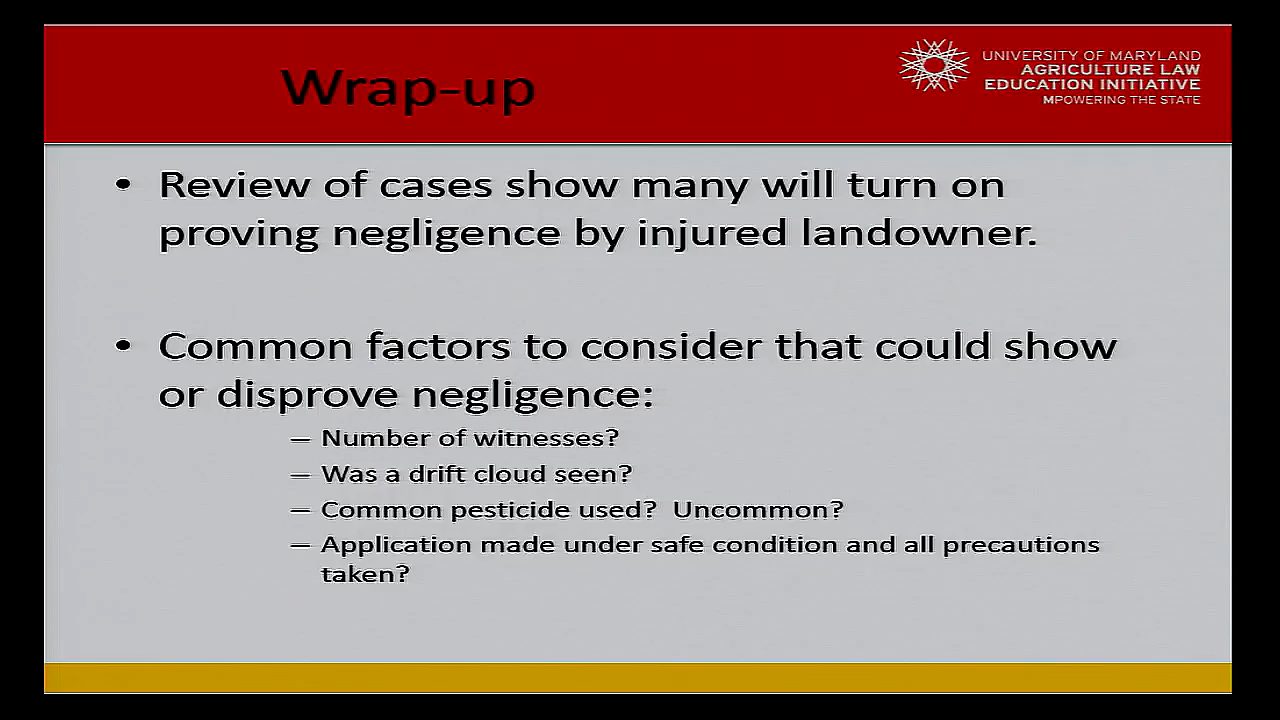 Wrap-up
UNIVERSITY OF MARYLAND
AGRICULTURE LAW
EDUCATION INITIATIVE
MPOWERING THE STATE
• Review of cases show many will turn on
proving negligence by injured landowner.
• Common factors to consider that could show
or disprove negligence:
– Number of witnesses?
– Was a drift cloud seen?
– Common pesticide used? Uncommon?
– Application made under safe condition and all precautions
taken?